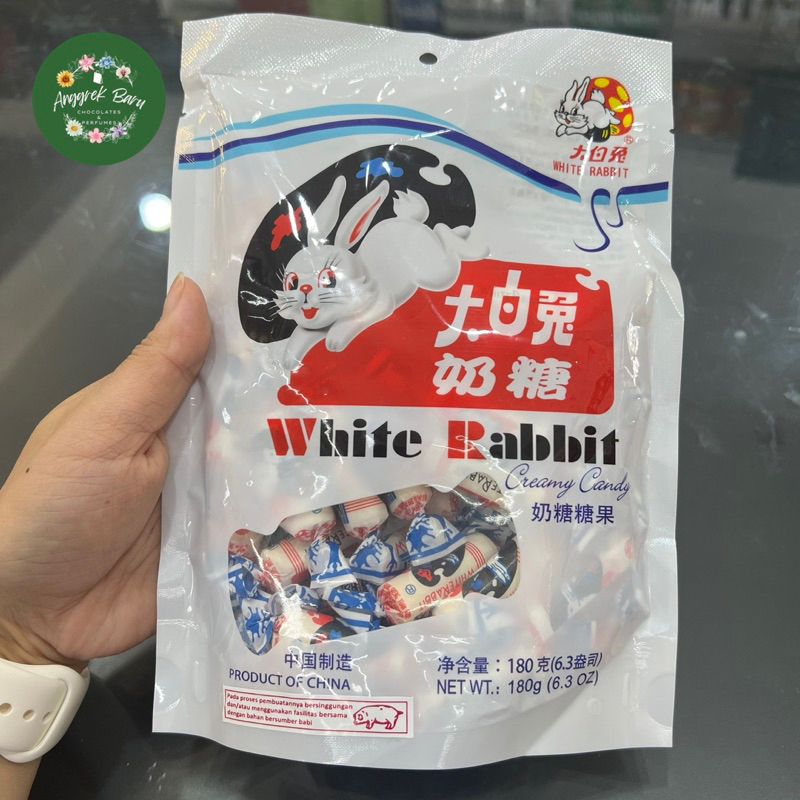 Anggrek Baru
CHOCOLATES
&
PERFUMES
大白兔®
WHITE RABBIT
大白兔
奶糖
White Rabbit
Creamy Candy
奶糖糖果
WHITE RABBIT
中国制造
PRODUCT OF CHINA
净含量：180克(6.3盎司)
NET WT.: 180g (6.3 OZ)
Pada proses pembuatannya bersinggungan
dan/atau menggunakan fasilitas bersama
dengan bahan bersumber babi